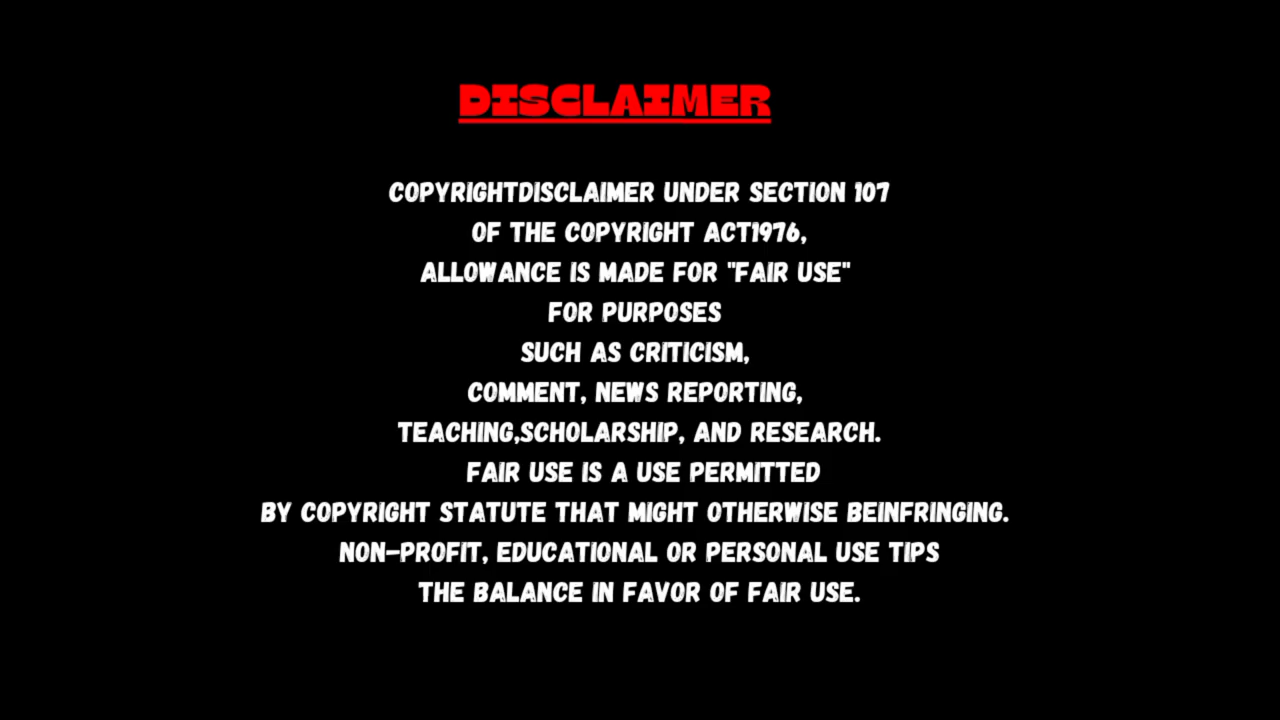 DISCLAIMER
COPYRIGHTDISCLAIMER UNDER SECTION 107
OF THE COPYRIGHT ACT1976,
ALLOWANCE IS MADE FOR "FAIR USE"
FOR PURPOSES
SUCH AS CRITICISM,
COMMENT, NEWS REPORTING,
TEACHING,SCHOLARSHIP, AND RESEARCH.
FAIR USE IS A USE PERMITTED
BY COPYRIGHT STATUTE THAT MIGHT OTHERWISE BEINFRINGING.
NON-PROFIT, EDUCATIONAL OR PERSONAL USE TIPS
THE BALANCE IN FAVOR OF FAIR USE.